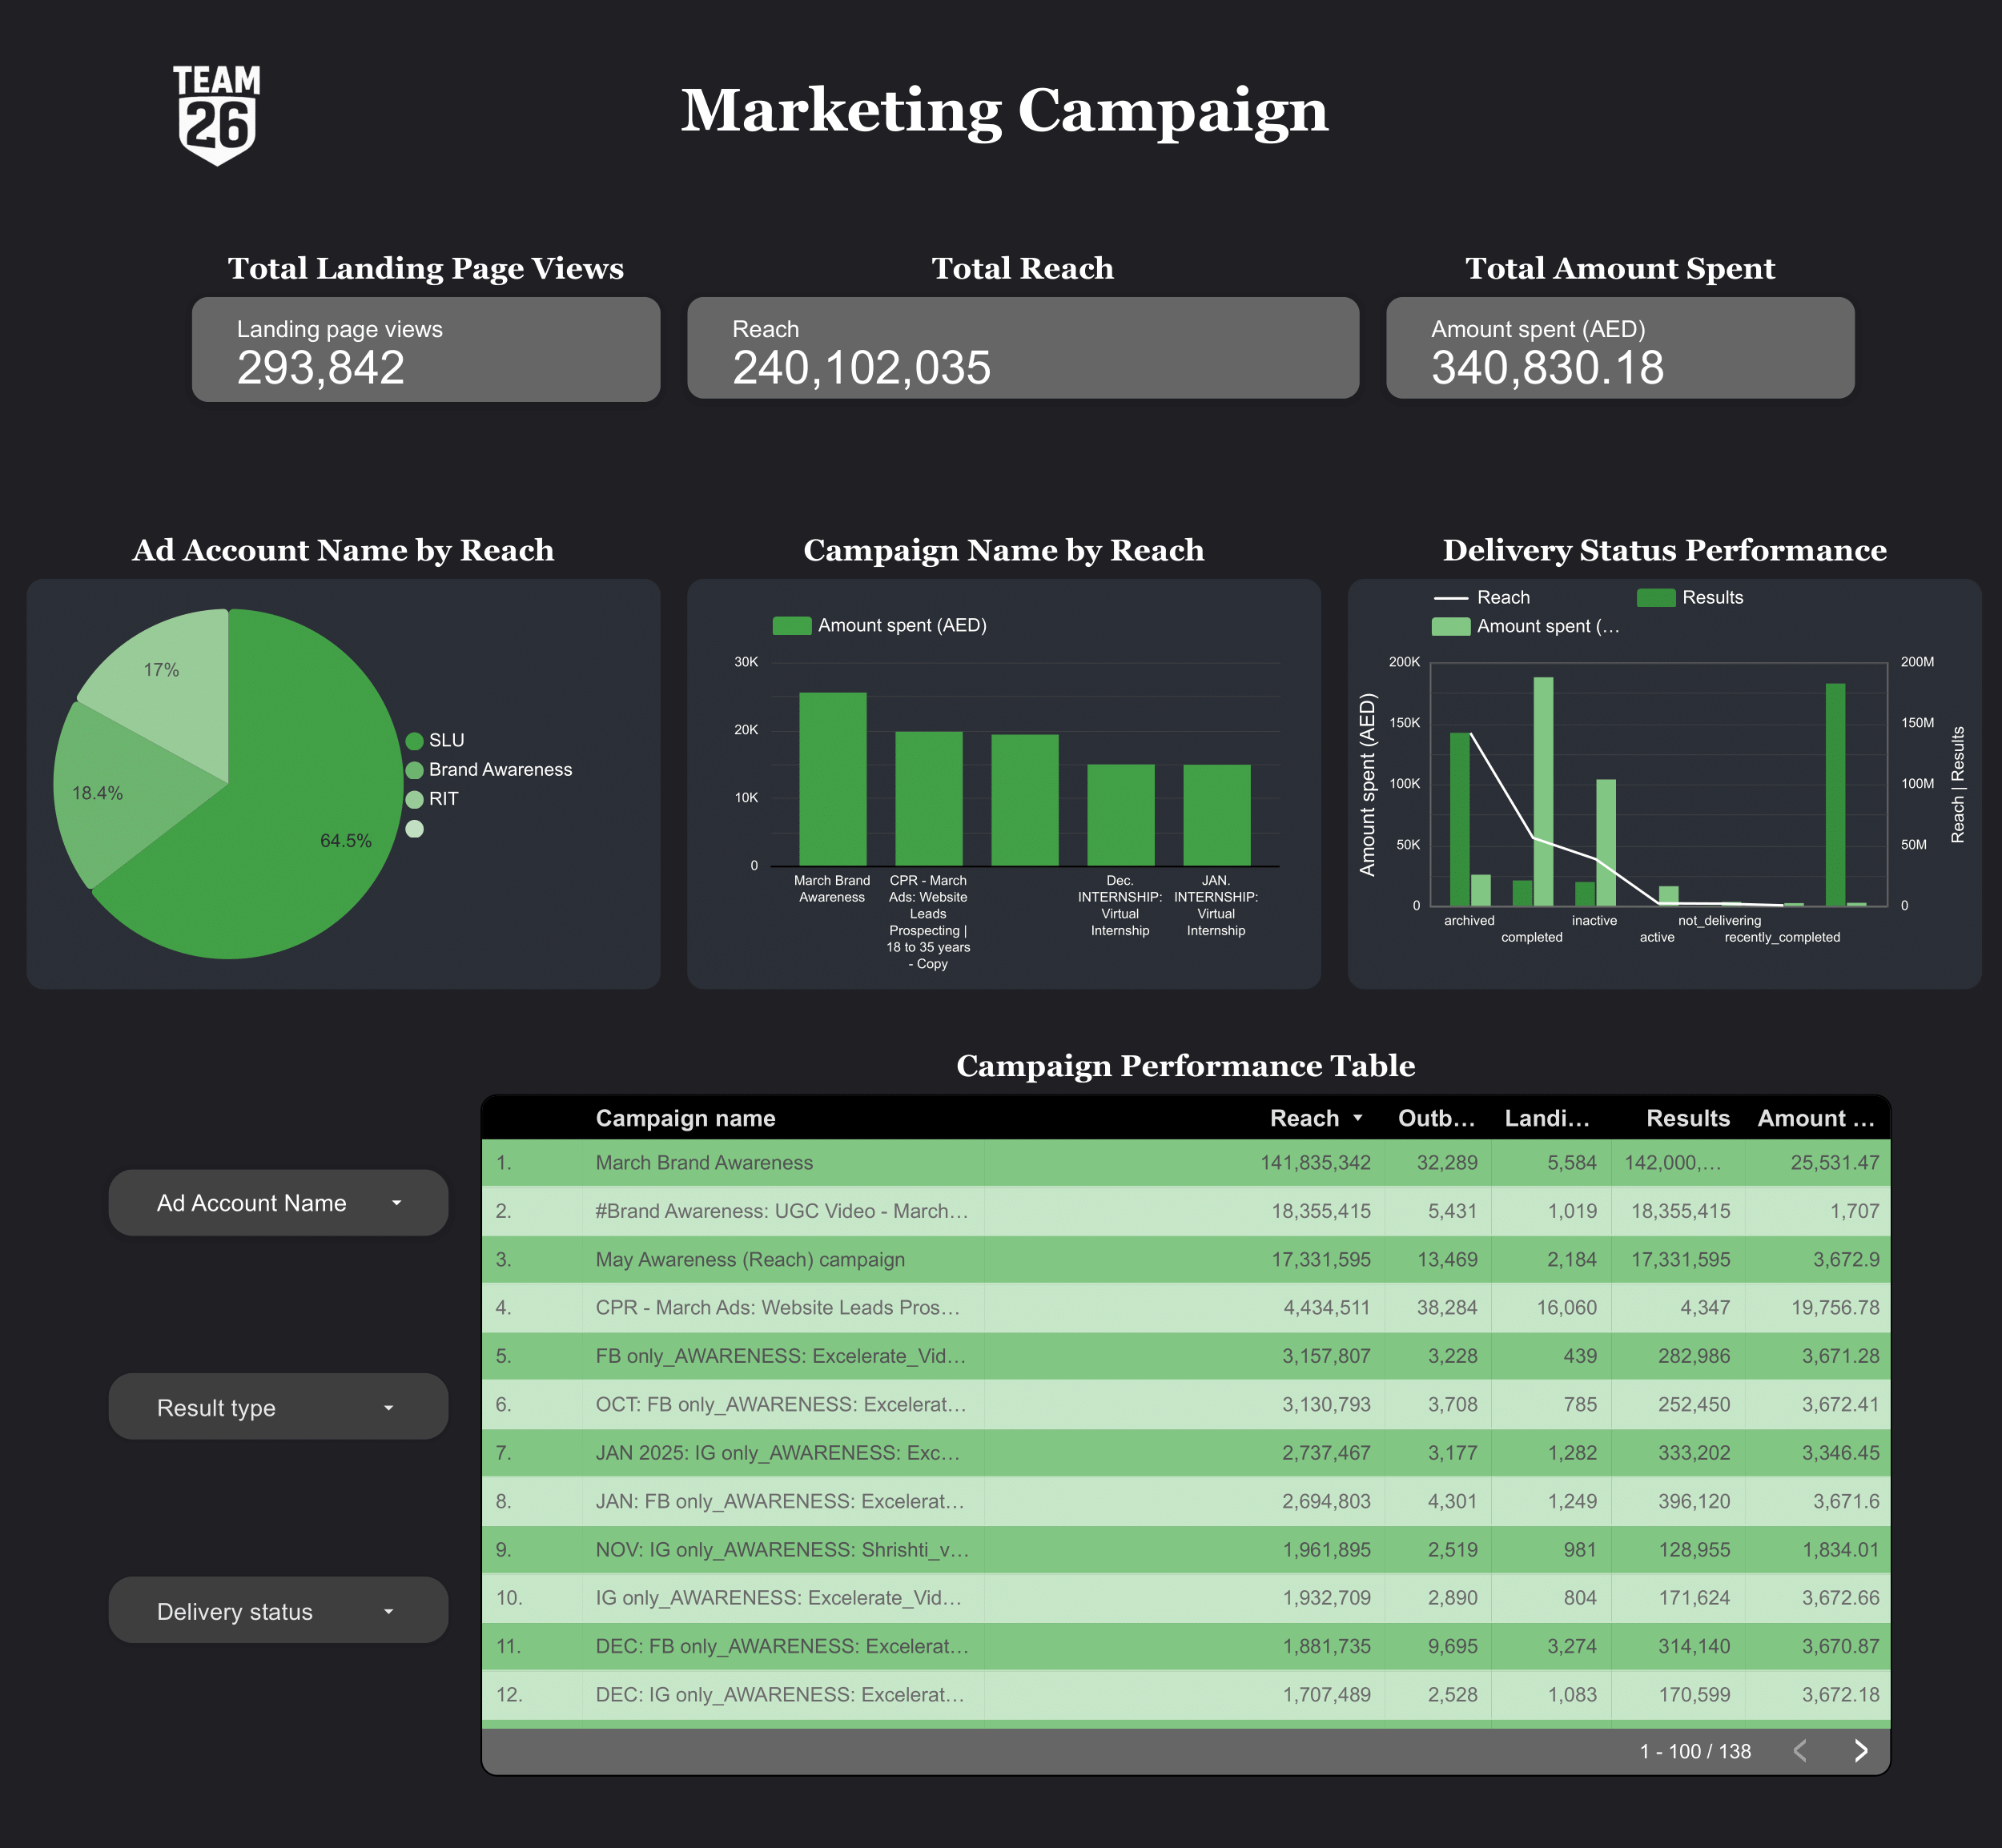 TEAM
26
Marketing Campaign
Total Landing Page Views
Landing page views
293,842
Total Reach
Reach
240,102,035
Total Amount Spent
Amount spent (AED)
340,830.18
Ad Account Name by Reach
17%
18.4%
64.5%
SLU
Brand Awareness
RIT
Campaign Name by Reach
Amount spent (AED)
30K
20K
10K
0
March Brand
Awareness
CPR - March
Ads: Website
Leads
Prospecting |
18 to 35 years
- Copy
Dec.
INTERNSHIP:
Virtual
Internship
JAN.
INTERNSHIP:
Virtual
Internship
Delivery Status Performance
Reach
Results
Amount spent (…
Amount spent (AED)
200K
150K
100K
50K
0
200M
150M
100M
50M
0
Reach | Results
archived
completed
inactive
active
not_delivering
recently_completed
Campaign Performance Table
Ad Account Name
Result type
Delivery status
Campaign name Reach Outb… Landi… Results Amount …
1. March Brand Awareness 141,835,342 32,289 5,584 142,000,… 25,531.47
2. #Brand Awareness: UGC Video - March… 18,355,415 5,431 1,019 18,355,415 1,707
3. May Awareness (Reach) campaign 17,331,595 13,469 2,184 17,331,595 3,672.9
4. CPR - March Ads: Website Leads Pros… 4,434,511 38,284 16,060 4,347 19,756.78
5. FB only_AWARENESS: Excelerate_Vid… 3,157,807 3,228 439 282,986 3,671.28
6. OCT: FB only_AWARENESS: Excelerat… 3,130,793 3,708 785 252,450 3,672.41
7. JAN 2025: IG only_AWARENESS: Exc… 2,737,467 3,177 1,282 333,202 3,346.45
8. JAN: FB only_AWARENESS: Excelerat… 2,694,803 4,301 1,249 396,120 3,671.6
9. NOV: IG only_AWARENESS: Shrishti_v… 1,961,895 2,519 981 128,955 1,834.01
10. IG only_AWARENESS: Excelerate_Vid… 1,932,709 2,890 804 171,624 3,672.66
11. DEC: FB only_AWARENESS: Excelerat… 1,881,735 9,695 3,274 314,140 3,670.87
12. DEC: IG only_AWARENESS: Excelerat… 1,707,489 2,528 1,083 170,599 3,672.18
1 - 100 / 138